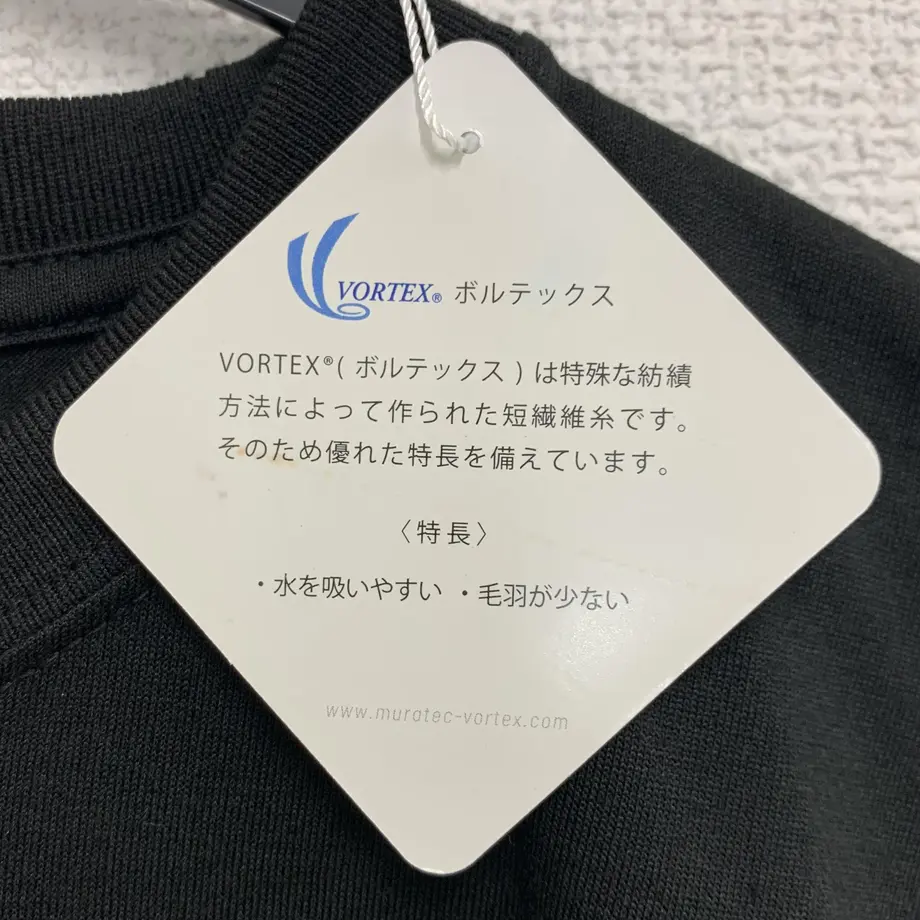 VORTEX® ボルテックス
VORTEX®( ボルテックス ) は特殊な紡績
方法によって作られた短繊維糸です。
そのため優れた特長を備えています。
〈特長〉
・水を吸いやすい ・毛羽が少ない
www.muratec-vortex.com